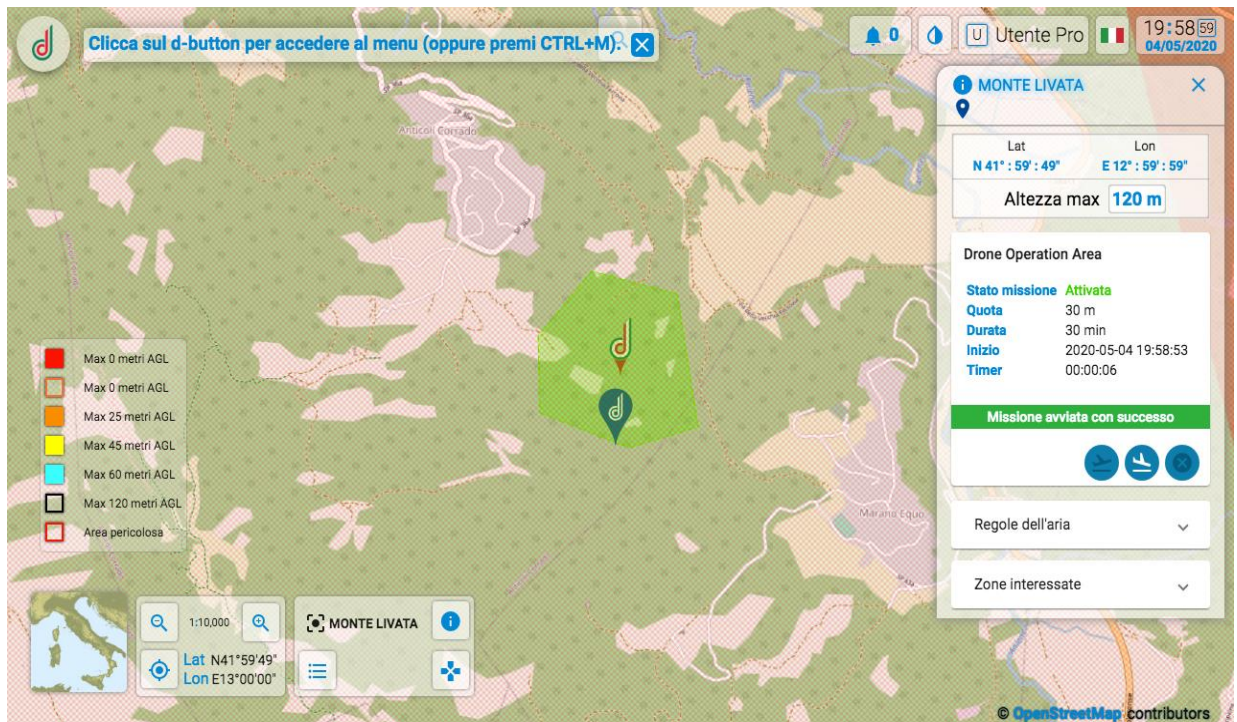 Clicca sul d-button per accedere al menu (oppure premi CTRL+M).
0
U Utente Pro
19:58 59
04/05/2020
MONTE LIVATA
Lat Lon
N 41° : 59' : 49" E 12° : 59' : 59"
Altezza max 120 m
Drone Operation Area
Stato missione Attivata
Quota 30 m
Durata 30 min
Inizio 2020-05-04 19:58:53
Timer 00:00:06
Missione avviata con successo
Regole dell'aria
Zone interessate
Anticoli Corrado
Marano Equo
Max 0 metri AGL
Max 0 metri AGL
Max 25 metri AGL
Max 45 metri AGL
Max 60 metri AGL
Max 120 metri AGL
Area pericolosa
1:10,000
Lat N41°59'49"
Lon E13°00'00"
MONTE LIVATA
© OpenStreetMap contributors